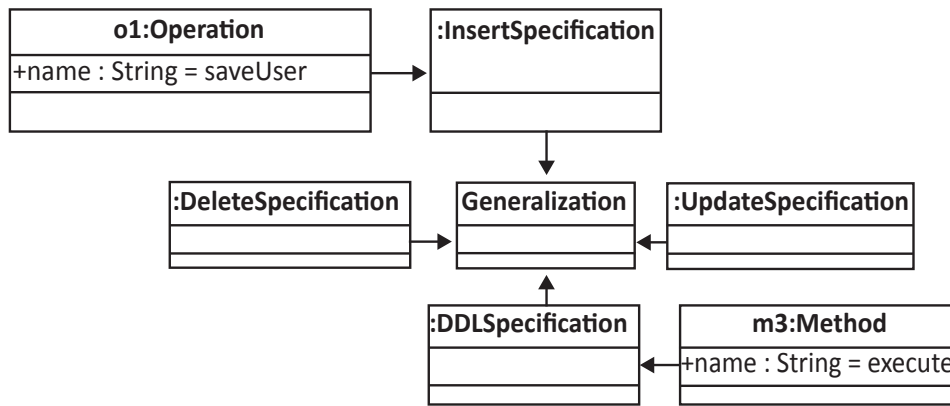 o1:Operation
+name : String = saveUser
:InsertSpecification
:DeleteSpecification
Generalization
:UpdateSpecification
:DDLSpecification
m3:Method
+name : String = execute